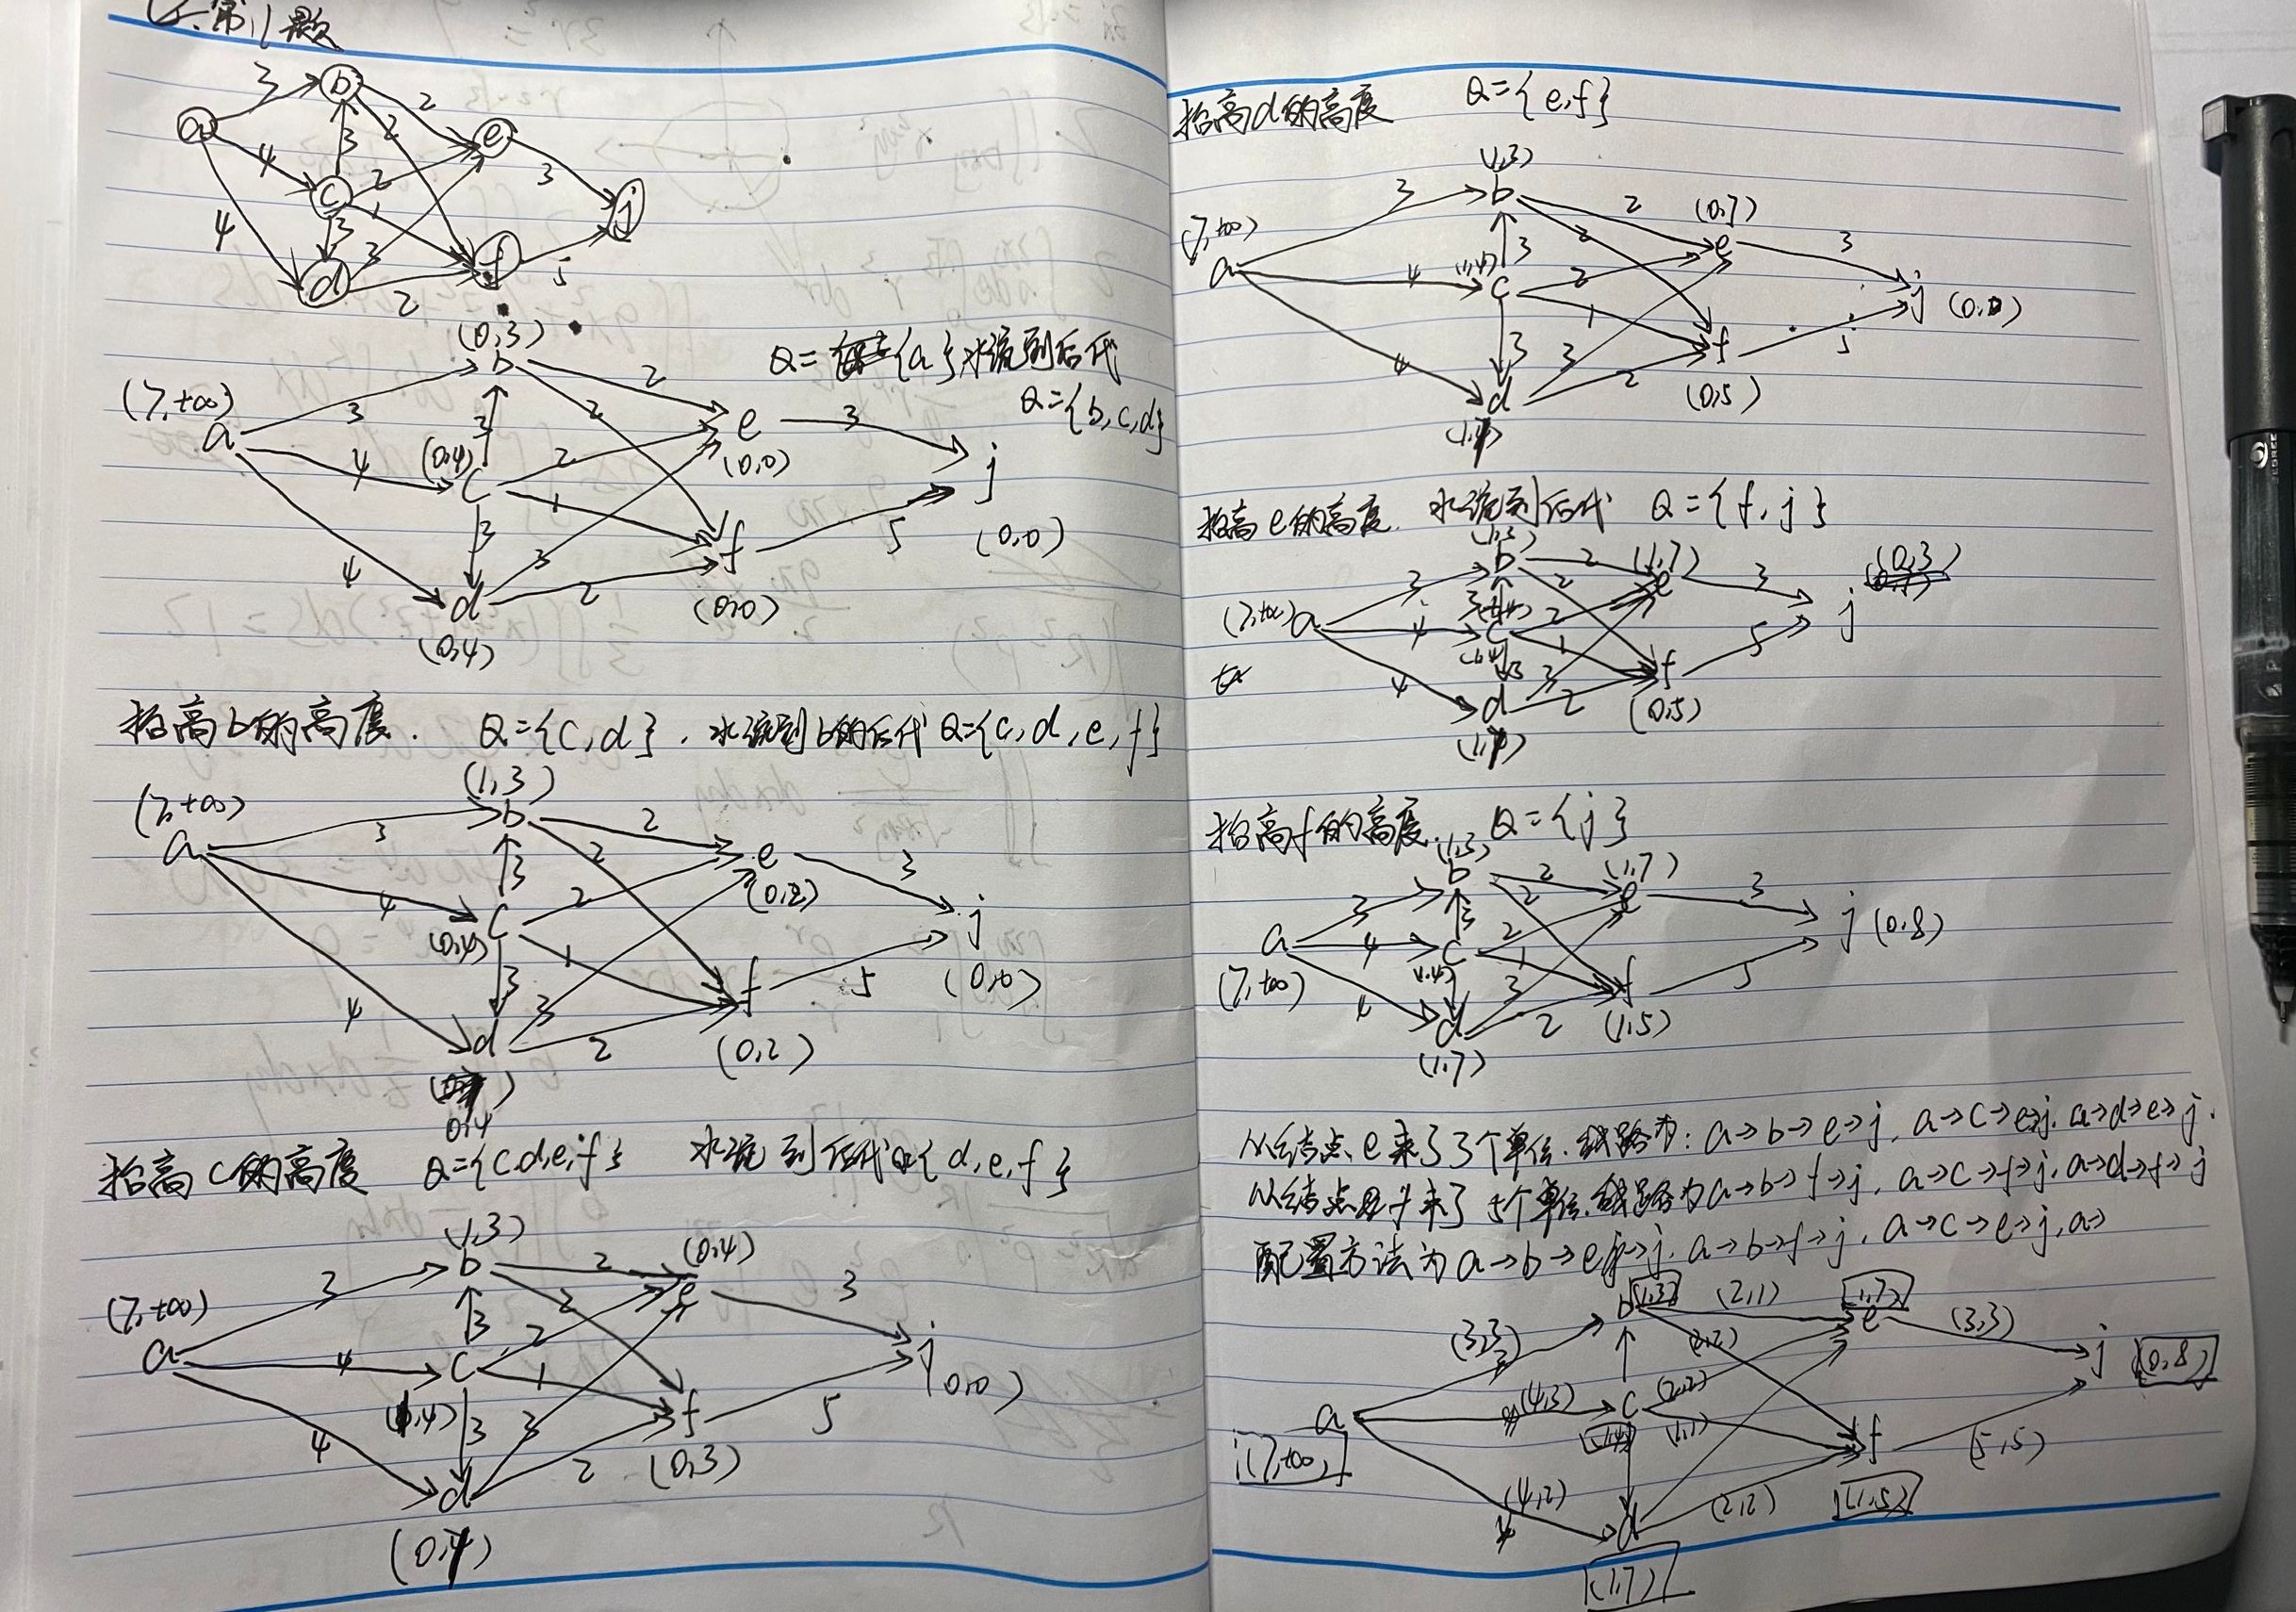 第11题
3 b 2
a 3 2 e
4 c 2 3
4 3 1 j
d 3 f 5
2
(0,3)
b 2 Q= {a} 水流到后代
(7,+∞) 3 2 e 3 Q={b,c,d}
a 3 (0,0)
4 (0,4) c 2 j
1
3 f 5 (0,0)
4 d 3 2 (0,0)
(0,4)
抬高b的高度. Q={c,d}, 水流到b的后代 Q={c,d,e,f}
(1,3)
(7,+∞) 3 b 2
a 2 e 3
3 (0,2)
4 c 2 j
(0,4) 1
3 f 5 (0,0)
4 d 3 2 (0,2)
0,4
抬高c的高度 Q={c,d,e,f} 水流到后代Q{d,e,f}
(1,3) (0,4)
(7,+∞) 3 b 2 e 3
a 3 2
4 c 2 j
(1,4) 1 (0,0)
3 3 f 5
4 d 2 (0,3)
(0,4)
抬高d的高度 Q={e,f}
(1,3)
3 b 2 (0,7)
(7,+∞) 2 e 3
a 4 (1,4) 3 2
c j (0,0)
1
4 3 3 f 5
d 2 (0,5)
抬高e的高度. 水流到后代 Q={f,j}
(1,3) (1,7) (0,3)
3 b 2 e 3
(7,+∞) a 2
4 c 2 j
1
4 3 3 f 5
d 2 (0,5)
抬高f的高度. Q={j}
(1,3) (1,7)
b 2 e 3
3 2
a 4 3 c 2 j (0,8)
(7,+∞) 1
4 3 f 5
d 2 (1,5)
(1,7)
从结点e来了3个单位.线路为: a→b→e→j, a→c→e→j, a→d→e→j.
从结点f来了5个单位.线路为a→b→f→j, a→c→f→j, a→d→f→j
配置方法为a→b→e→j, a→b→f→j, a→c→e→j, a→
b (1,3) (2,1) (1,7)
(3,3) (2,2) e (3,3)
j (0,8)
a (4,3) c (2,2)
(7,+∞) (1,4) (1,1) f (5,5)
(4,2) d (2,2) (1,5)
(1,7)